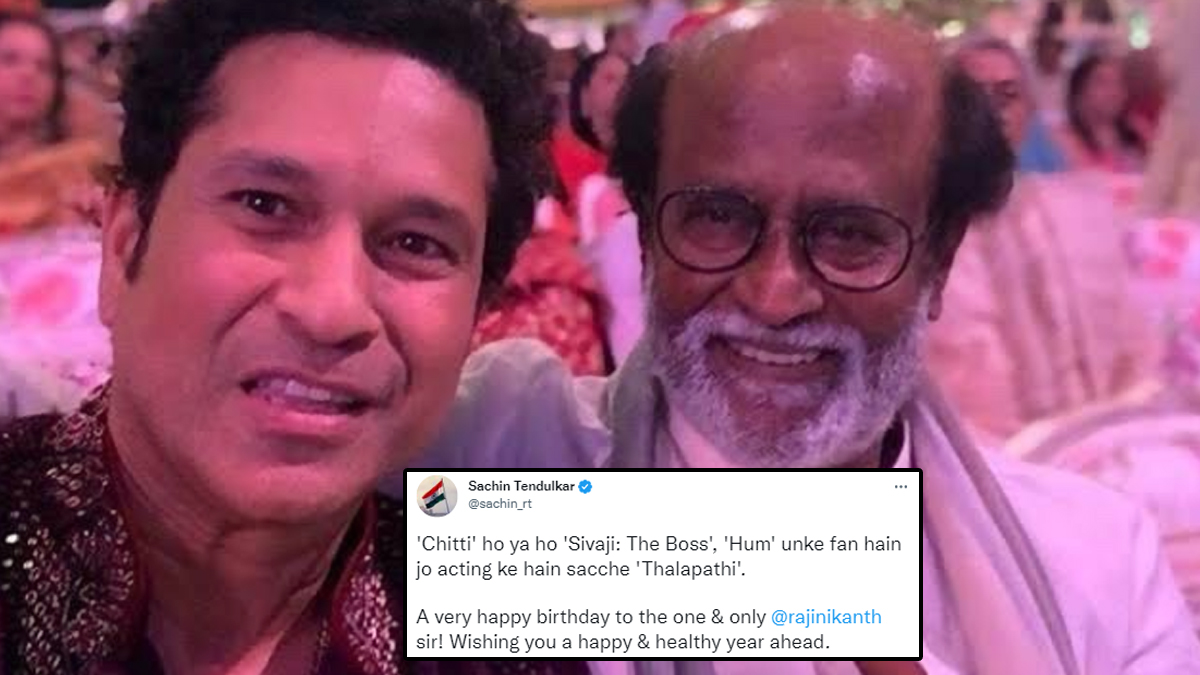 Sachin Tendulkar
@sachin_rt
'Chitti' ho ya ho 'Sivaji: The Boss', 'Hum' unke fan hain
jo acting ke hain sacche 'Thalapathi'.
A very happy birthday to the one & only @rajinikanth
sir! Wishing you a happy & healthy year ahead.